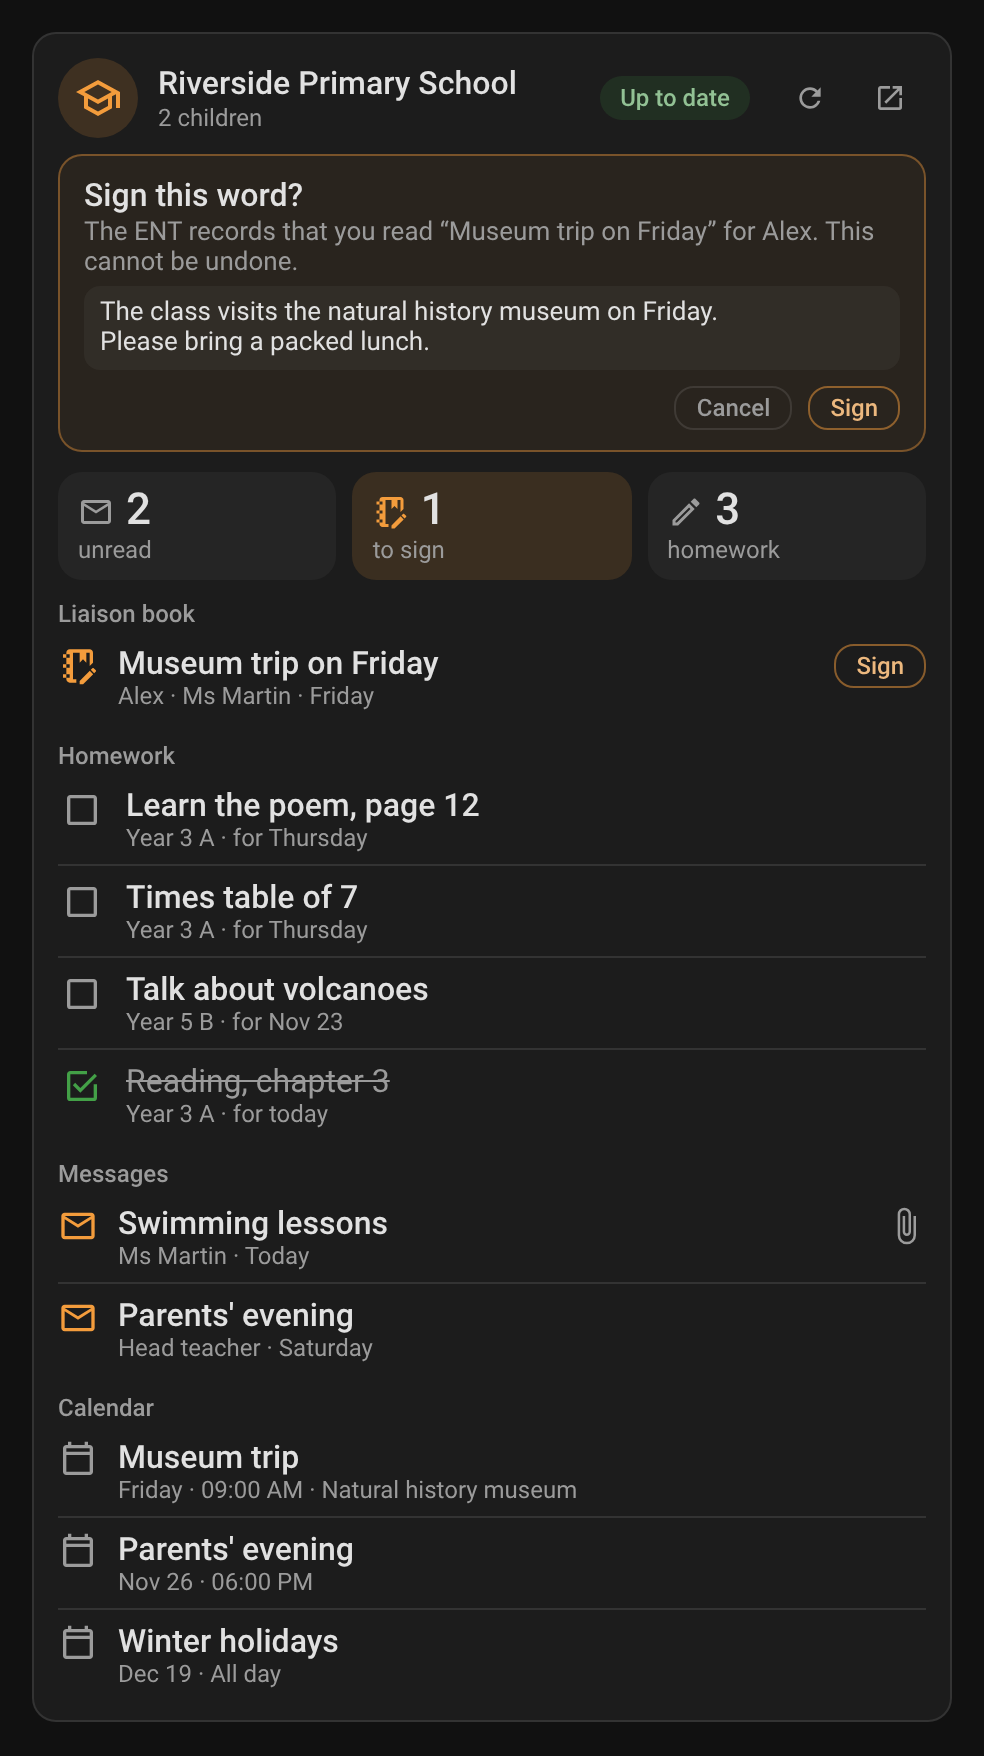 Riverside Primary School
2 children
Up to date
Sign this word?
The ENT records that you read “Museum trip on Friday” for Alex. This
cannot be undone.
The class visits the natural history museum on Friday.
Please bring a packed lunch.
Cancel
Sign
2
unread
1
to sign
3
homework
Liaison book
Museum trip on Friday
Sign
Alex · Ms Martin · Friday
Homework
Learn the poem, page 12
Year 3 A · for Thursday
Times table of 7
Year 3 A · for Thursday
Talk about volcanoes
Year 5 B · for Nov 23
Reading, chapter 3
Year 3 A · for today
Messages
Swimming lessons
Ms Martin · Today
Parents' evening
Head teacher · Saturday
Calendar
Museum trip
Friday · 09:00 AM · Natural history museum
Parents' evening
Nov 26 · 06:00 PM
Winter holidays
Dec 19 · All day